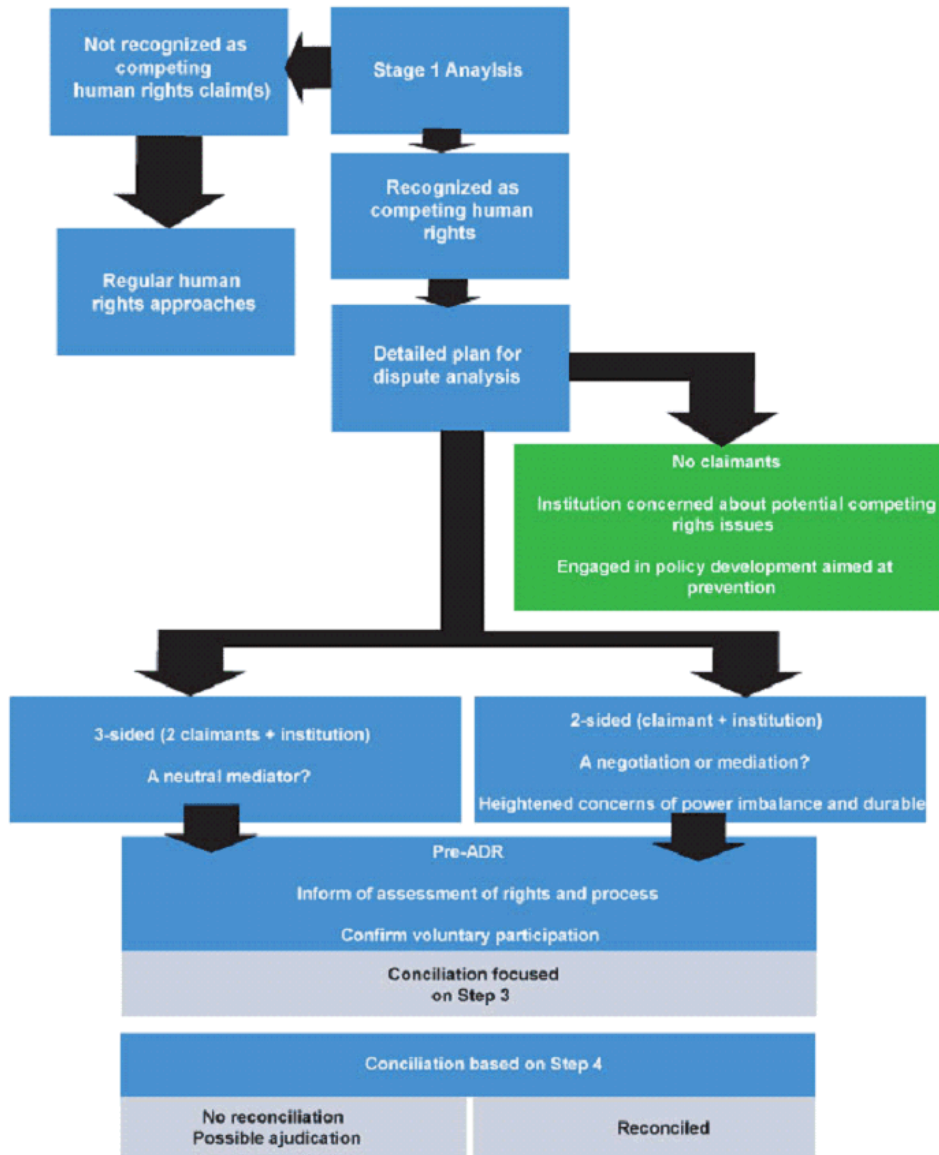 Not recognized as
competing
human rights claim(s)
Stage 1 Anaylsis
Recognized as
competing human
rights
Regular human
rights approaches
Detailed plan for
dispute analysis
No claimants
Institution concerned about potential competing
righs issues
Engaged in policy development aimed at
prevention
3-sided (2 claimants + institution)
A neutral mediator?
2-sided (claimant + institution)
A negotiation or mediation?
Heightened concerns of power imbalance and durable
Pre-ADR
Inform of assessment of rights and process
Confirm voluntary participation
Conciliation focused
on Step 3
Conciliation based on Step 4
No reconciliation
Possible ajudication
Reconciled